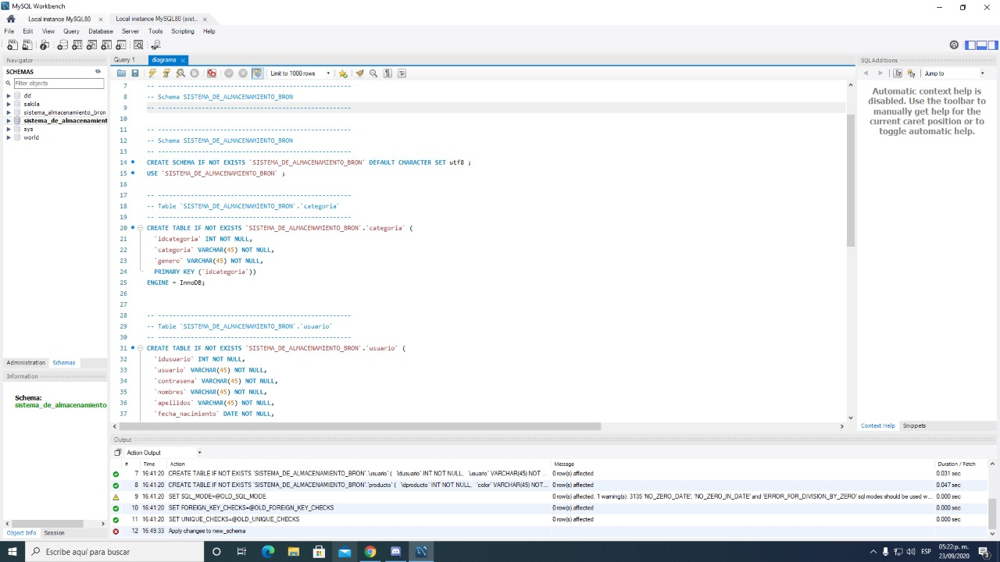 MySQL Workbench
Local instance MySQL80 × Local instance MySQL80 (sist... ×
File Edit View Query Database Server Tools Scripting Help
Navigator
SCHEMAS
Filter objects
dd
sakila
sistema_almacenamiento_bron
sistema_de_almacenamient
sys
world
Administration Schemas
Information
Schema:
sistema_de_almacenamiento
Object Info Session
Query 1 diagrama ×
Limit to 1000 rows
7 -- ----------------------------------------------------
8 -- Schema SISTEMA_DE_ALMACENAMIENTO_BRON
9 -- ----------------------------------------------------
10
11 -- ----------------------------------------------------
12 -- Schema SISTEMA_DE_ALMACENAMIENTO_BRON
13 -- ----------------------------------------------------
14 CREATE SCHEMA IF NOT EXISTS `SISTEMA_DE_ALMACENAMIENTO_BRON` DEFAULT CHARACTER SET utf8 ;
15 USE `SISTEMA_DE_ALMACENAMIENTO_BRON` ;
16
17 -- ----------------------------------------------------
18 -- Table `SISTEMA_DE_ALMACENAMIENTO_BRON`.`categoria`
19 -- ----------------------------------------------------
20 CREATE TABLE IF NOT EXISTS `SISTEMA_DE_ALMACENAMIENTO_BRON`.`categoria` (
21 `idcategoria` INT NOT NULL,
22 `categoria` VARCHAR(45) NOT NULL,
23 `genero` VARCHAR(45) NOT NULL,
24 PRIMARY KEY (`idcategoria`))
25 ENGINE = InnoDB;
26
27
28 -- ----------------------------------------------------
29 -- Table `SISTEMA_DE_ALMACENAMIENTO_BRON`.`usuario`
30 -- ----------------------------------------------------
31 CREATE TABLE IF NOT EXISTS `SISTEMA_DE_ALMACENAMIENTO_BRON`.`usuario` (
32 `idusuario` INT NOT NULL,
33 `usuario` VARCHAR(45) NOT NULL,
34 `contrasena` VARCHAR(45) NOT NULL,
35 `nombres` VARCHAR(45) NOT NULL,
36 `apellidos` VARCHAR(45) NOT NULL,
37 `fecha_nacimiento` DATE NOT NULL,
SQLAdditions
Jump to
Automatic context help is
disabled. Use the toolbar to
manually get help for the
current caret position or to
toggle automatic help.
Context Help Snippets
Output
Action Output
# Time Action Message Duration / Fetch
7 16:41:20 CREATE TABLE IF NOT EXISTS `SISTEMA_DE_ALMACENAMIENTO_BRON`.`usuario` ( `idusuario` INT NOT NULL, `usuario` VARCHAR(45) NOT ... 0 row(s) affected 0.031 sec
8 16:41:20 CREATE TABLE IF NOT EXISTS `SISTEMA_DE_ALMACENAMIENTO_BRON`.`producto` ( `idproducto` INT NOT NULL, `color` VARCHAR(45) NOT... 0 row(s) affected 0.047 sec
9 16:41:20 SET SQL_MODE=@OLD_SQL_MODE 0 row(s) affected, 1 warning(s): 3135 'NO_ZERO_DATE', 'NO_ZERO_IN_DATE' and 'ERROR_FOR_DIVISION_BY_ZERO' sql modes should be used w... 0.000 sec
10 16:41:20 SET FOREIGN_KEY_CHECKS=@OLD_FOREIGN_KEY_CHECKS 0 row(s) affected 0.000 sec
11 16:41:20 SET UNIQUE_CHECKS=@OLD_UNIQUE_CHECKS 0 row(s) affected 0.000 sec
12 16:49:33 Apply changes to new_schema
Escribe aquí para buscar
ESP
05:22 p. m.
23/09/2020
3